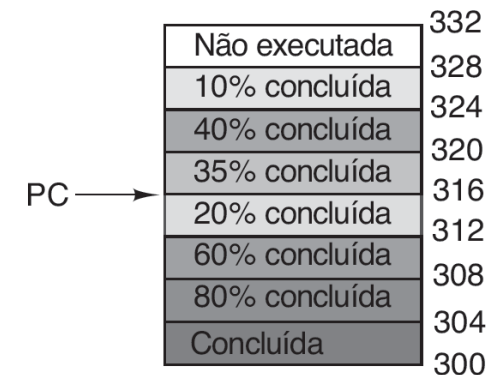 332
Não executada
328
10% concluída
324
40% concluída
320
35% concluída
PC
316
20% concluída
312
60% concluída
308
80% concluída
304
Concluída
300